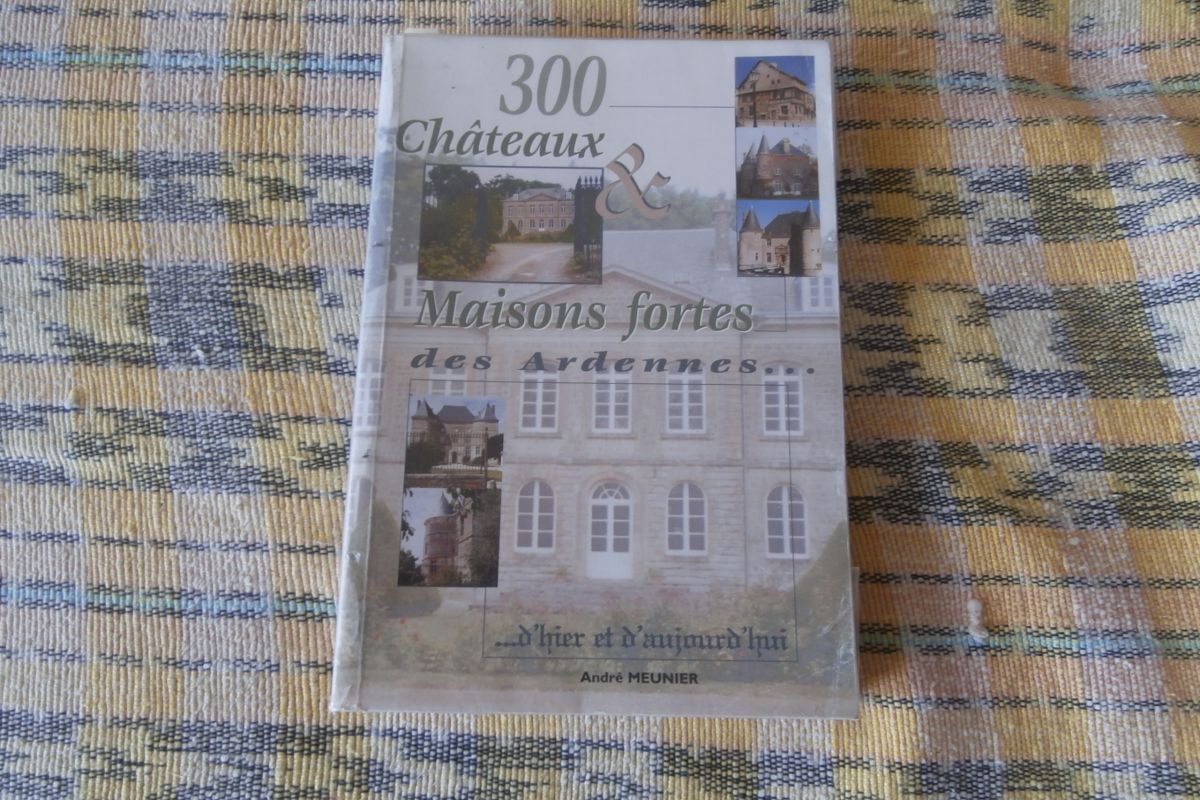 300
Châteaux
&
Maisons fortes
des Ardennes...
...d'hier et d'aujourd'hui
André MEUNIER